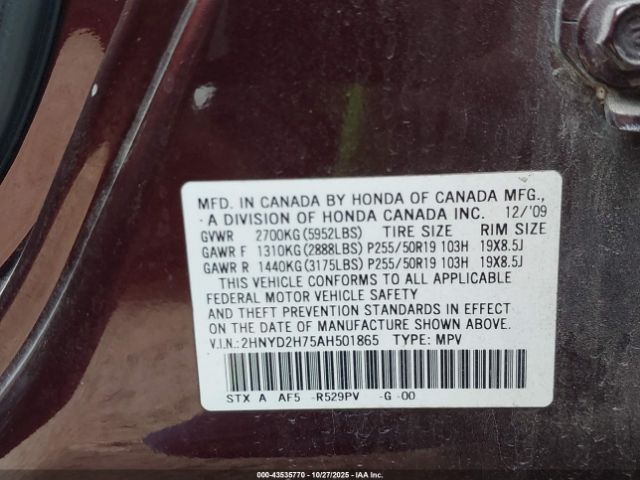 MFD. IN CANADA BY HONDA OF CANADA MFG.,
A DIVISION OF HONDA CANADA INC. 12/'09
GVWR 2700KG (5952LBS) TIRE SIZE RIM SIZE
GAWR F 1310KG (2888LBS) P255/50R19 103H 19X8.5J
GAWR R 1440KG (3175LBS) P255/50R19 103H 19X8.5J
THIS VEHICLE CONFORMS TO ALL APPLICABLE
FEDERAL MOTOR VEHICLE SAFETY
AND THEFT PREVENTION STANDARDS IN EFFECT
ON THE DATE OF MANUFACTURE SHOWN ABOVE.
V.I.N.:2HNYD2H75AH501865 TYPE: MPV
STX A AF5 -R529PV -G -00
000-43535770 - 10/27/2025 - IAAI, Inc.